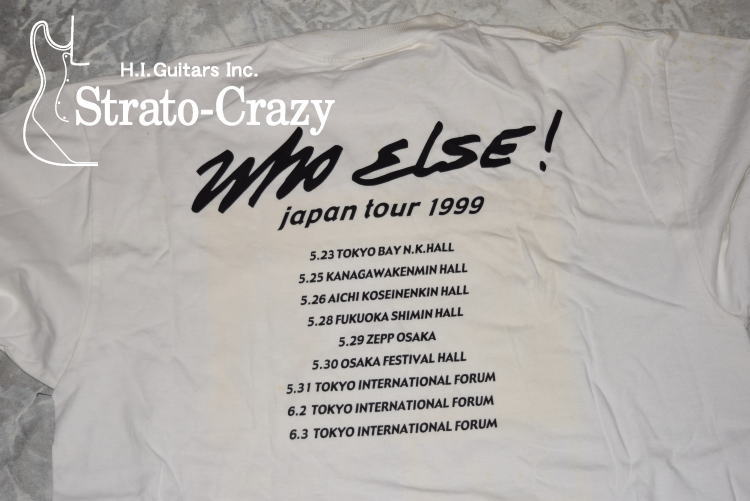 H.I.Guitars Inc.
Strato-Crazy
WHO ELSE!
japan tour 1999
5.23 TOKYO BAY N.K.HALL
5.25 KANAGAWAKENMIN HALL
5.26 AICHI KOSEINENKIN HALL
5.28 FUKUOKA SHIMIN HALL
5.29 ZEPP OSAKA
5.30 OSAKA FESTIVAL HALL
5.31 TOKYO INTERNATIONAL FORUM
6.2 TOKYO INTERNATIONAL FORUM
6.3 TOKYO INTERNATIONAL FORUM